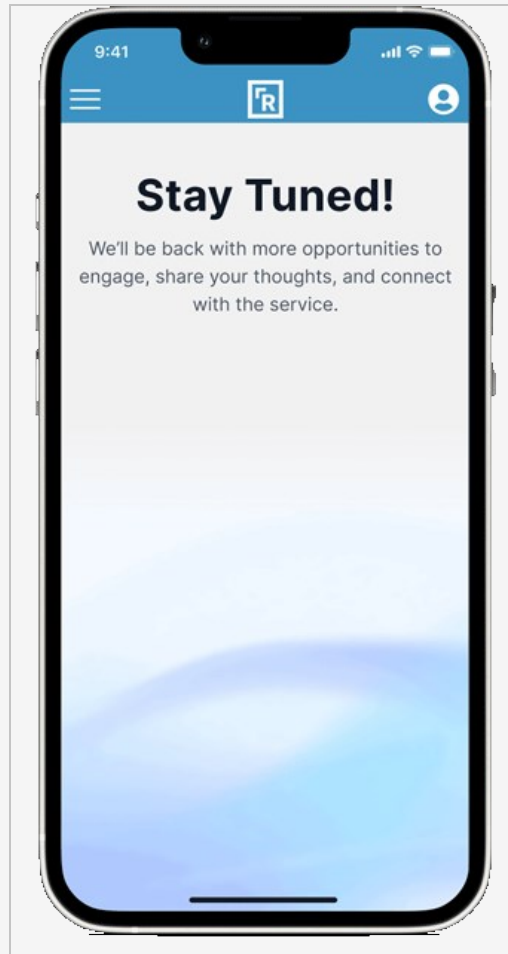 9:41
R
Stay Tuned!
We'll be back with more opportunities to
engage, share your thoughts, and connect
with the service.